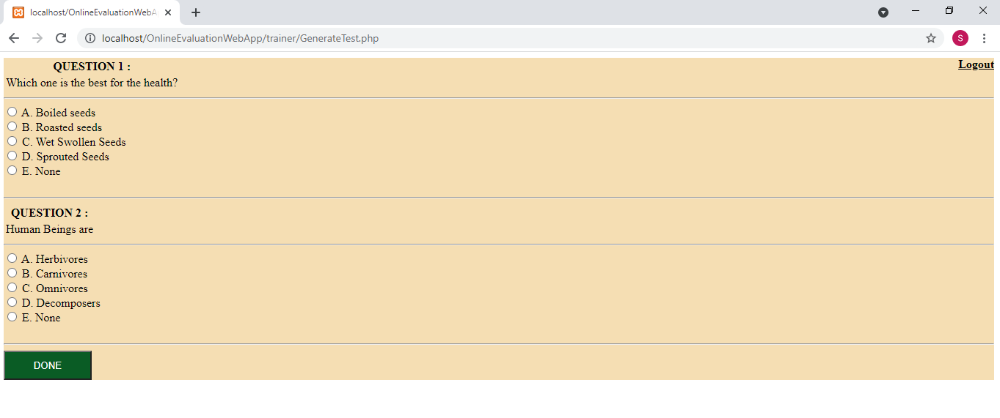 localhost/OnlineEvaluationWebA
localhost/OnlineEvaluationWebApp/trainer/GenerateTest.php
S
Logout
QUESTION 1 :
Which one is the best for the health?
A. Boiled seeds
B. Roasted seeds
C. Wet Swollen Seeds
D. Sprouted Seeds
E. None
QUESTION 2 :
Human Beings are
A. Herbivores
B. Carnivores
C. Omnivores
D. Decomposers
E. None
DONE